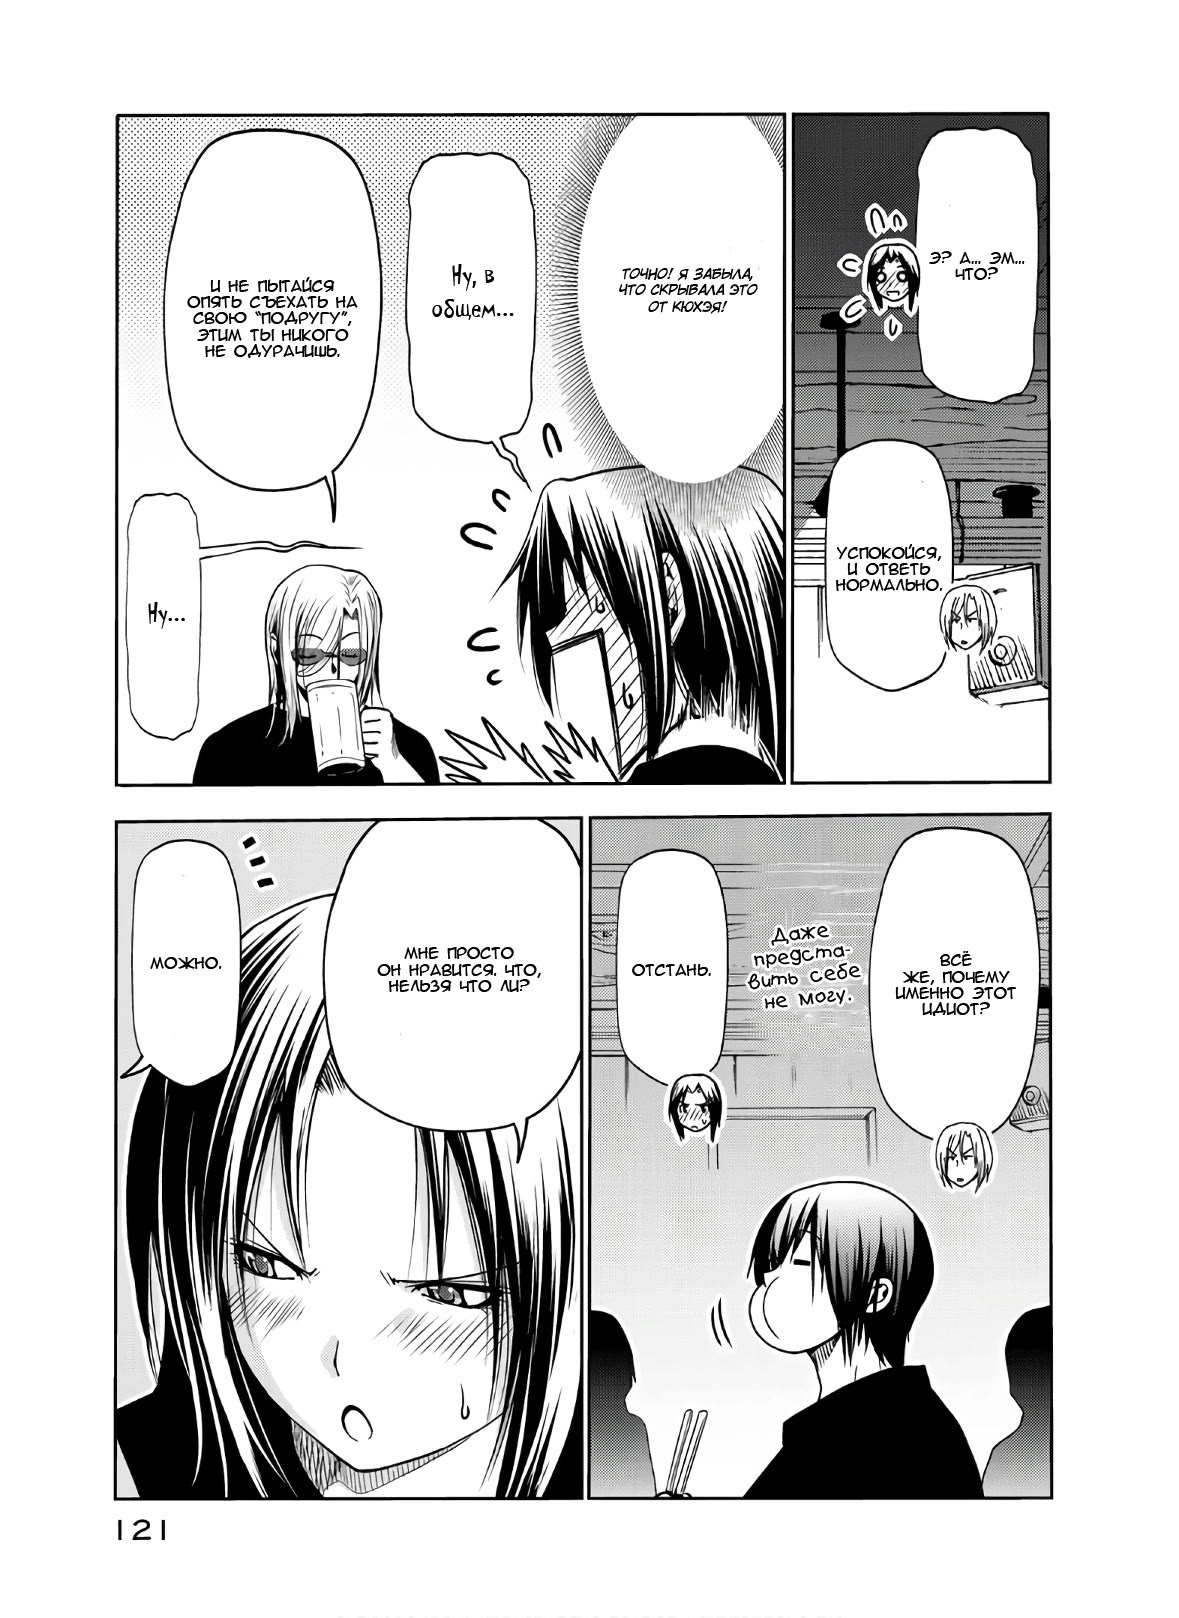 Э? А... ЭМ...
ЧТО?
УСПОКОЙСЯ,
И ОТВЕТЬ
НОРМАЛЬНО.
ТОЧНО! Я ЗАБЫЛА,
ЧТО СКРЫВАЛА ЭТО
ОТ КЮХЭЯ!
Ну, в
общем...
И НЕ ПЫТАЙСЯ
ОПЯТЬ СЪЕХАТЬ НА
СВОЮ "ПОДРУГУ",
ЭТИМ ТЫ НИКОГО
НЕ ОДУРАЧИШЬ.
Ну...
ВСЁ
ЖЕ, ПОЧЕМУ
ИМЕННО ЭТОТ
ИДИОТ?
Даже
предста-
вить себе
не могу.
ОТСТАНЬ.
МНЕ ПРОСТО
ОН НРАВИТСЯ. ЧТО,
НЕЛЬЗЯ ЧТО ЛИ?
МОЖНО.
121